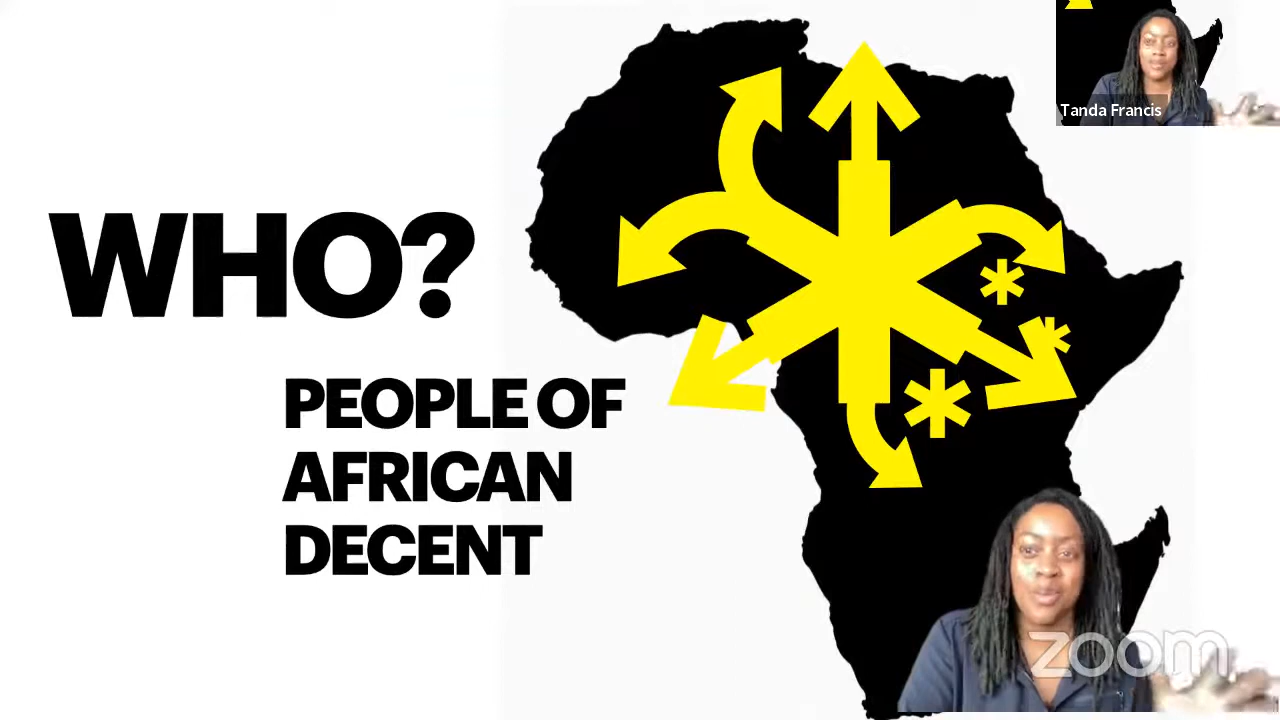 Tanda Francis
WHO?
PEOPLE OF
AFRICAN
DECENT
zoom